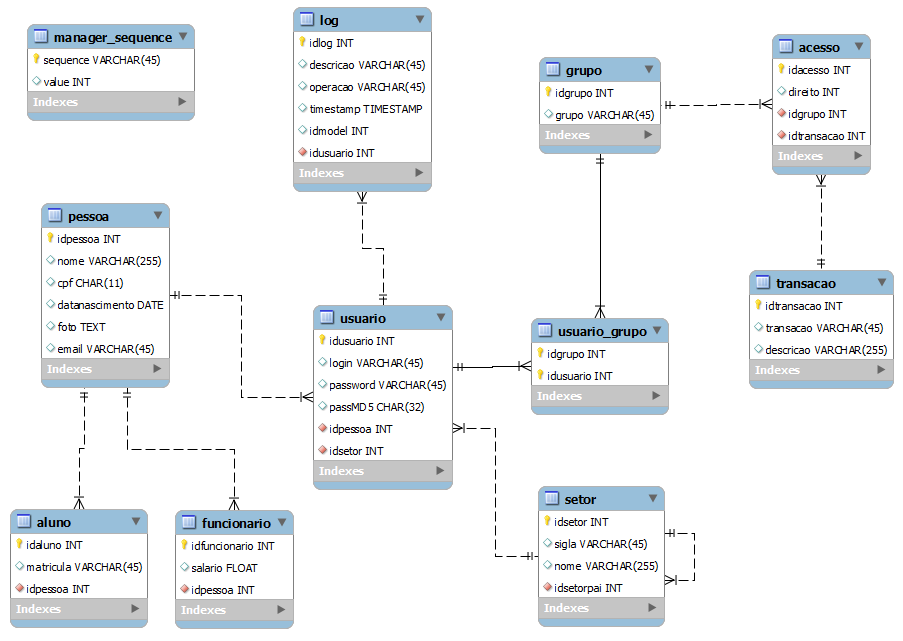 manager_sequence
sequence VARCHAR(45)
value INT
Indexes
log
idlog INT
descricao VARCHAR(45)
operacao VARCHAR(45)
timestamp TIMESTAMP
idmodel INT
idusuario INT
Indexes
grupo
idgrupo INT
grupo VARCHAR(45)
Indexes
acesso
idacesso INT
direito INT
idgrupo INT
idtransacao INT
Indexes
pessoa
idpessoa INT
nome VARCHAR(255)
cpf CHAR(11)
datanascimento DATE
foto TEXT
email VARCHAR(45)
Indexes
usuario
idusuario INT
login VARCHAR(45)
password VARCHAR(45)
passMD5 CHAR(32)
idpessoa INT
idsetor INT
Indexes
usuario_grupo
idgrupo INT
idusuario INT
Indexes
transacao
idtransacao INT
transacao VARCHAR(45)
descricao VARCHAR(255)
Indexes
aluno
idaluno INT
matricula VARCHAR(45)
idpessoa INT
Indexes
funcionario
idfuncionario INT
salario FLOAT
idpessoa INT
Indexes
setor
idsetor INT
sigla VARCHAR(45)
nome VARCHAR(255)
idsetorpai INT
Indexes